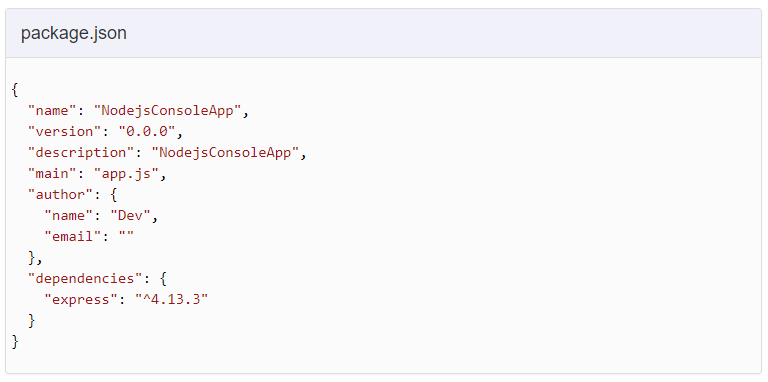 package.json
{
  "name": "NodejsConsoleApp",
  "version": "0.0.0",
  "description": "NodejsConsoleApp",
  "main": "app.js",
  "author": {
    "name": "Dev",
    "email": ""
  },
  "dependencies": {
    "express": "^4.13.3"
  }
}